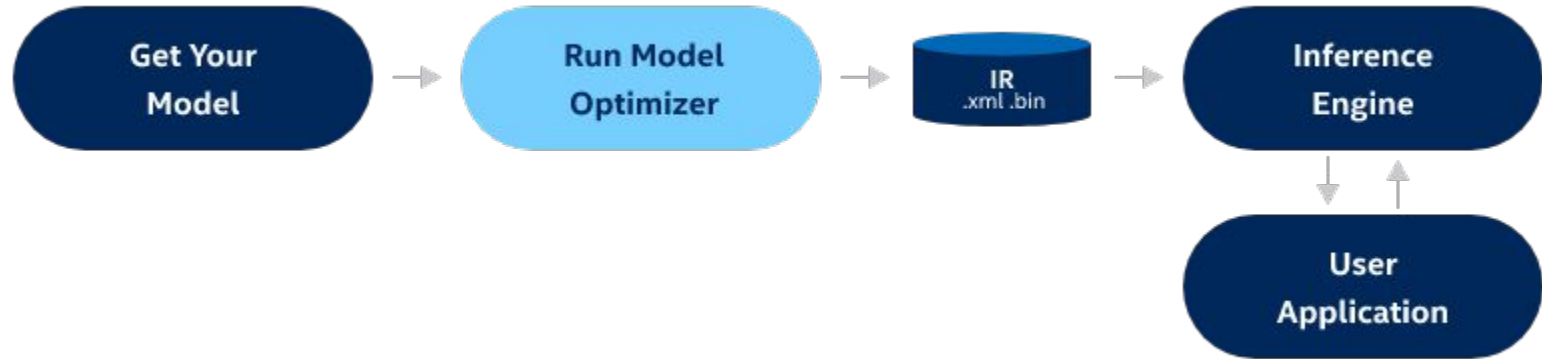 Get Your
Model
Run Model
Optimizer
IR
.xml .bin
Inference
Engine
User
Application